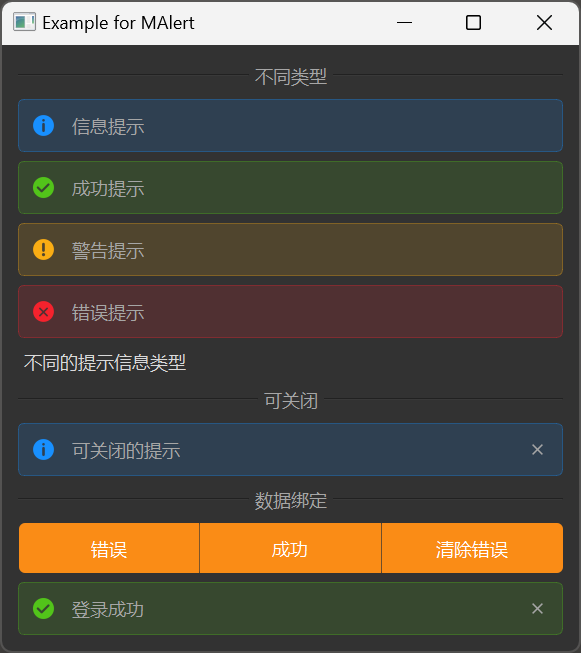 Example for MAlert
不同类型
信息提示
成功提示
警告提示
错误提示
不同的提示信息类型
可关闭
可关闭的提示
数据绑定
错误 成功 清除错误
登录成功